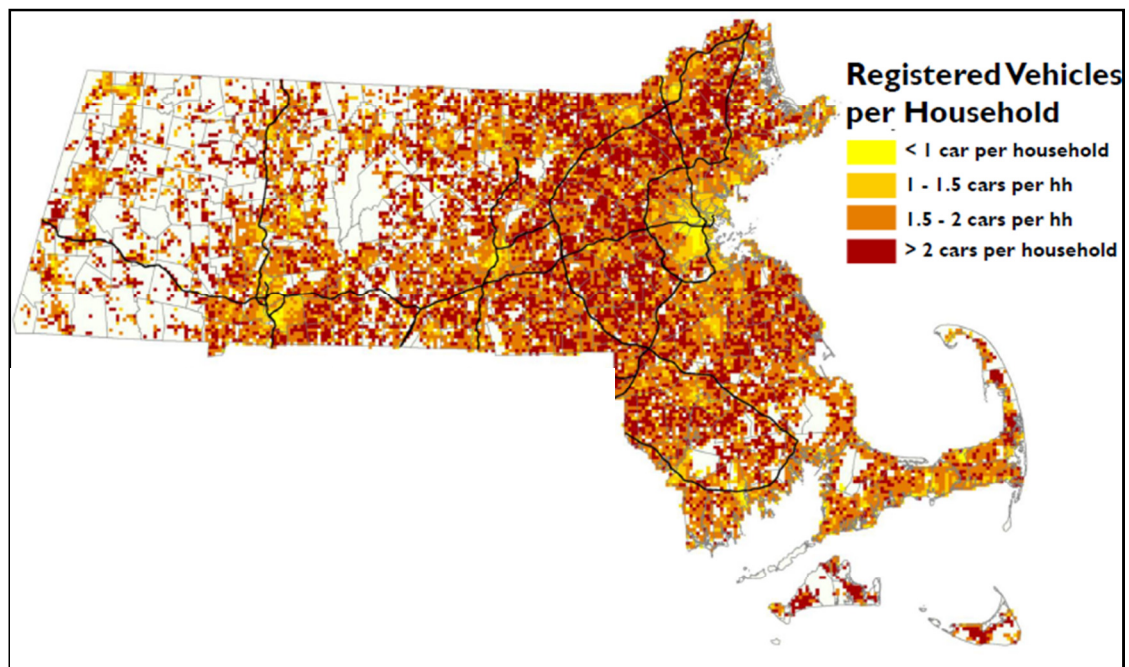 Registered Vehicles
per Household
< 1 car per household
1 - 1.5 cars per hh
1.5 - 2 cars per hh
> 2 cars per household